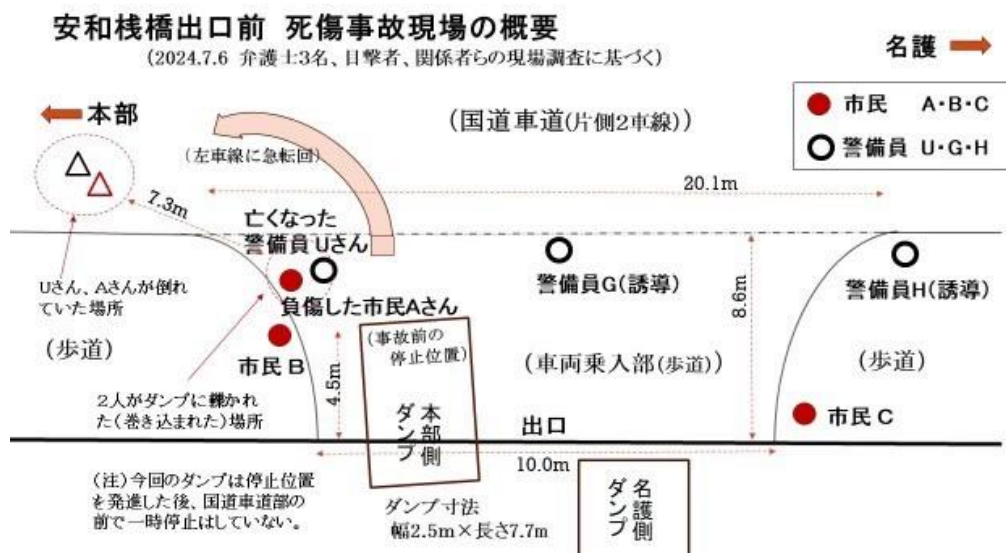 安和桟橋出口前 死傷事故現場の概要
(2024.7.6 弁護士3名、目撃者、関係者らの現場調査に基づく)
名護
市民 A・B・C
警備員 U・G・H
本部
(国道車道(片側2車線))
(左車線に急転回)
20.1m
7.3m
亡くなった
警備員 Uさん
負傷した市民Aさん
Uさん、Aさんが倒れ
ていた場所
警備員G(誘導)
警備員H(誘導)
8.6m
(歩道)
市民 B
(事故前の
停止位置)
(車両乗入部(歩道))
(歩道)
4.5m
2人がダンプに轢かれ
た(巻き込まれた)場所
本部側
ダンプ
出口
市民 C
10.0m
(注)今回のダンプは停止位置
を発進した後、国道車道部の
前で一時停止はしていない。
ダンプ寸法
幅2.5m×長さ7.7m
名護側
ダンプ